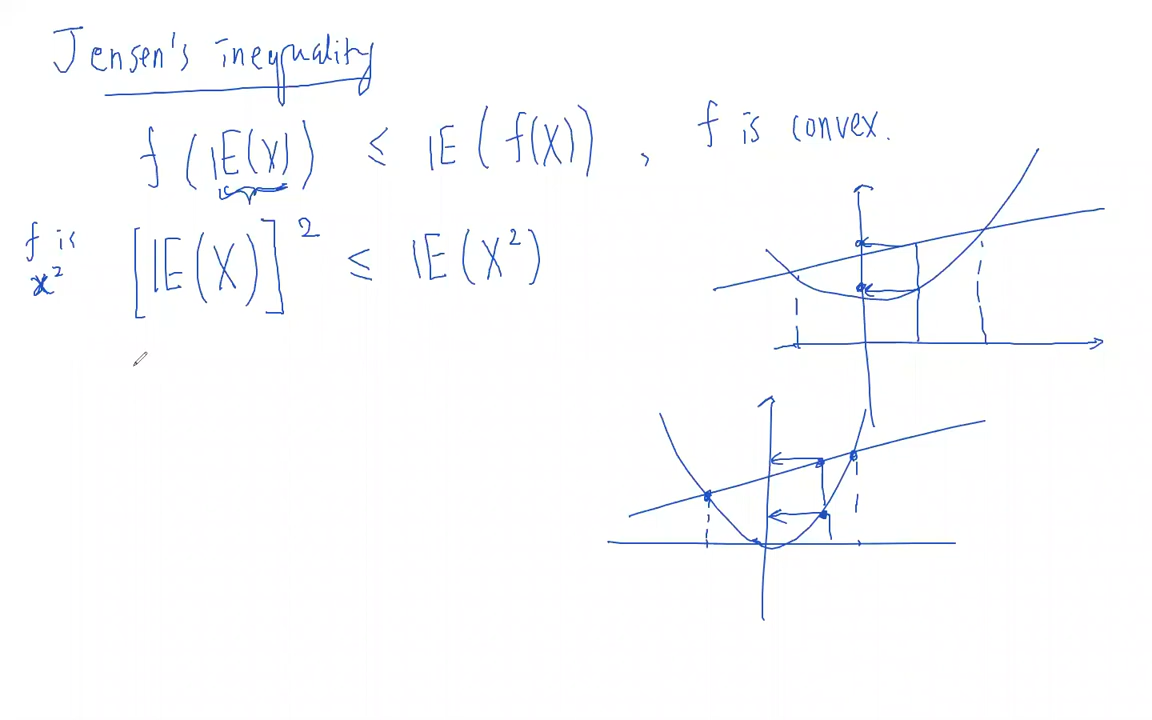 Jensen's inequality
f(𝔼(X)) ≤ 𝔼(f(X)), f is convex.
f is x² [𝔼(X)]² ≤ 𝔼(X²)